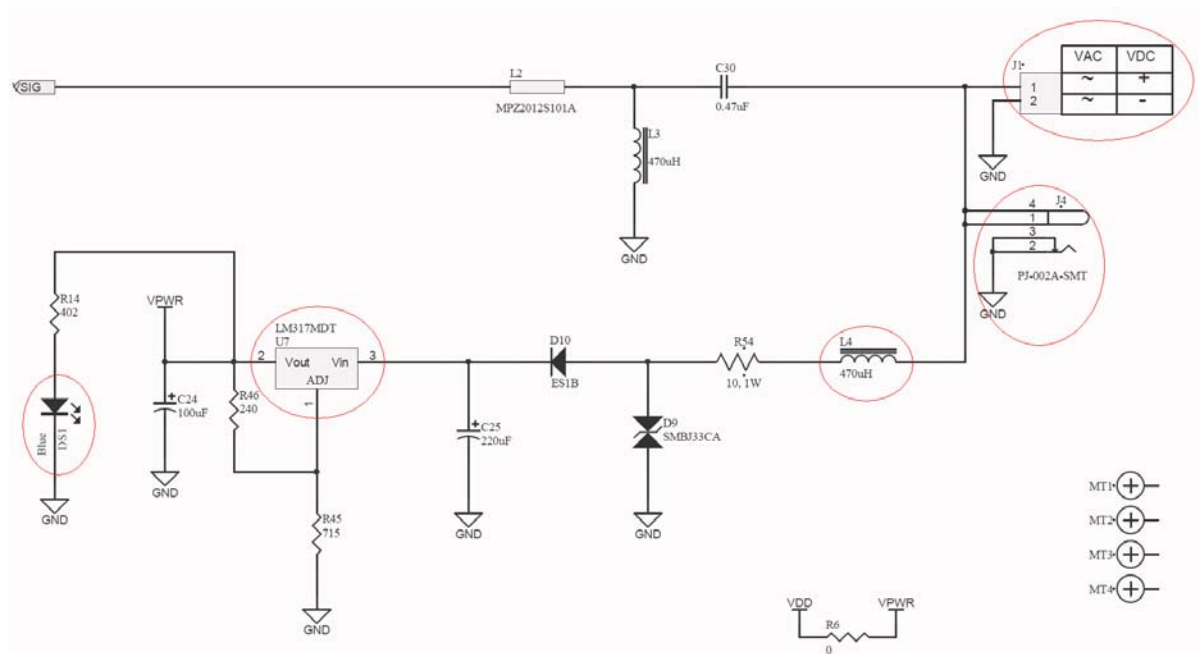 VAC VDC
J1
~ +
~ -
1
2
GND
VSIG
L2
MPZ2012S101A
C30
0.47uF
L3
470uH
GND
J4
4
1
3
2
PJ-002A-SMT
GND
R14
402
VPWR
LM317MDT
U7
2 Vout Vin 3
ADJ
1
D10
ES1B
R54
10, 1W
L4
470uH
C24
100uF
R46
240
C25
220uF
D9
SMBJ33CA
Blue
DS1
GND
GND
GND
GND
R45
715
GND
MT1
MT2
MT3
MT4
VDD VPWR
R6
0